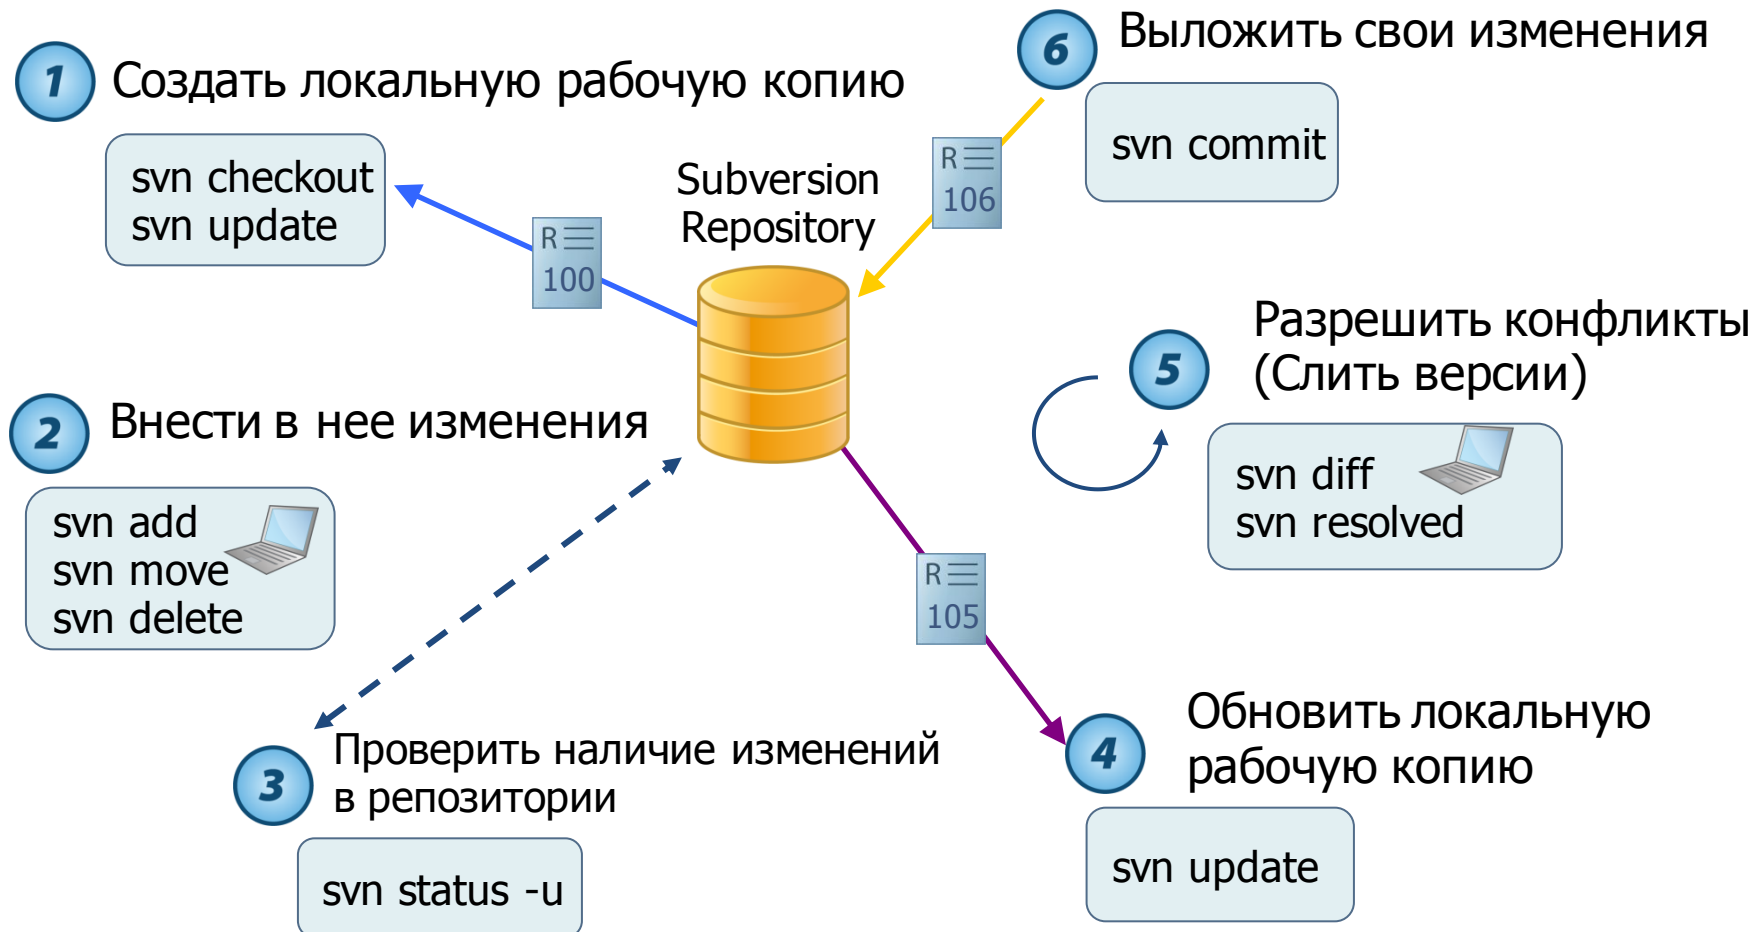 1
Создать локальную рабочую копию
svn checkout
svn update
R
100
Subversion
Repository
2
Внести в нее изменения
svn add
svn move
svn delete
3
Проверить наличие изменений
в репозитории
svn status -u
R
105
4
Обновить локальную
рабочую копию
svn update
5
Разрешить конфликты
(Слить версии)
svn diff
svn resolved
6
Выложить свои изменения
svn commit
R
106